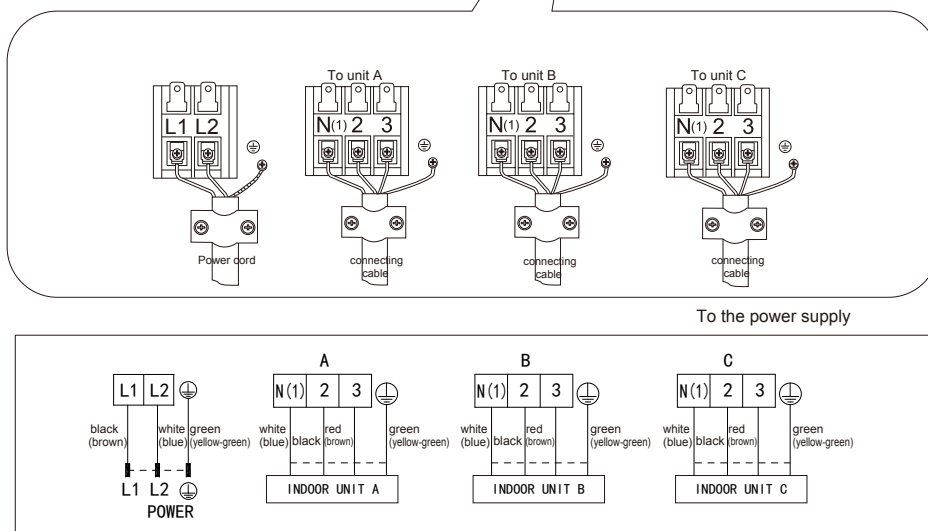 To unit A To unit B To unit C
L1 L2 N(1) 2 3 N(1) 2 3 N(1) 2 3
Power cord connecting cable connecting cable connecting cable
To the power supply
A B C
L1 L2 N(1) 2 3 N(1) 2 3 N(1) 2 3
black (brown) white (blue) green (yellow-green) white (blue) black red (brown) green (yellow-green) white (blue) black red (brown) green (yellow-green) white (blue) black red (brown) green (yellow-green)
L1 L2 INDOOR UNIT A INDOOR UNIT B INDOOR UNIT C
POWER